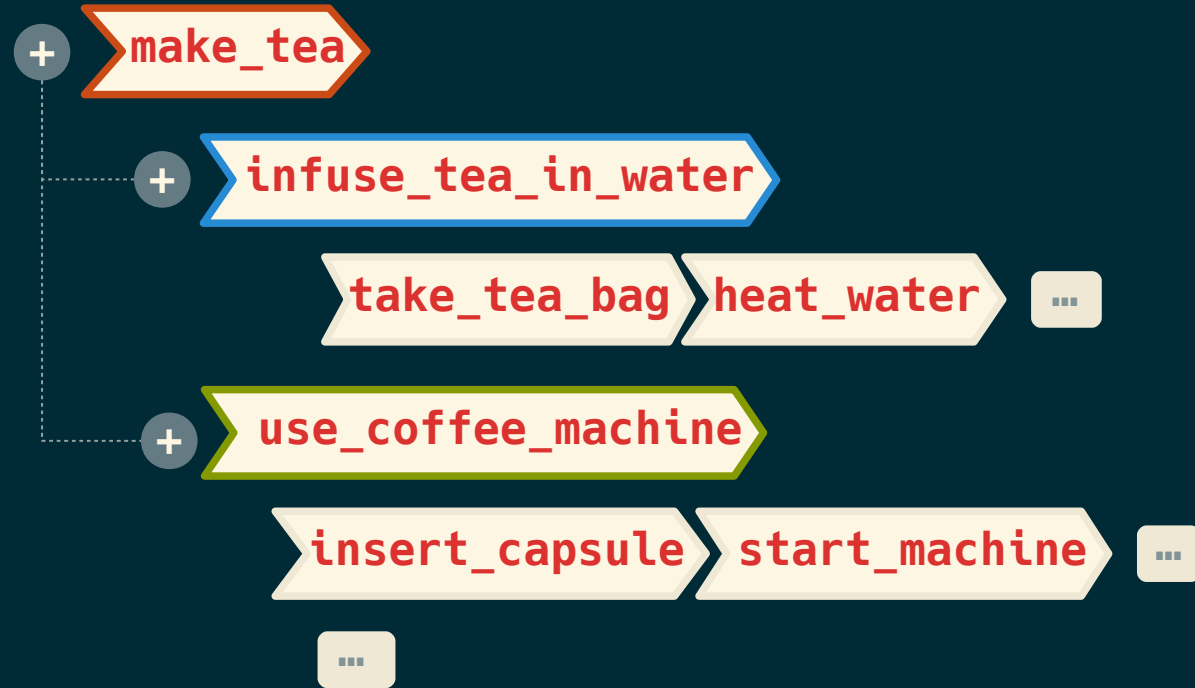 + make_tea
+ infuse_tea_in_water
take_tea_bag heat_water ...
+ use_coffee_machine
insert_capsule start_machine ...
...